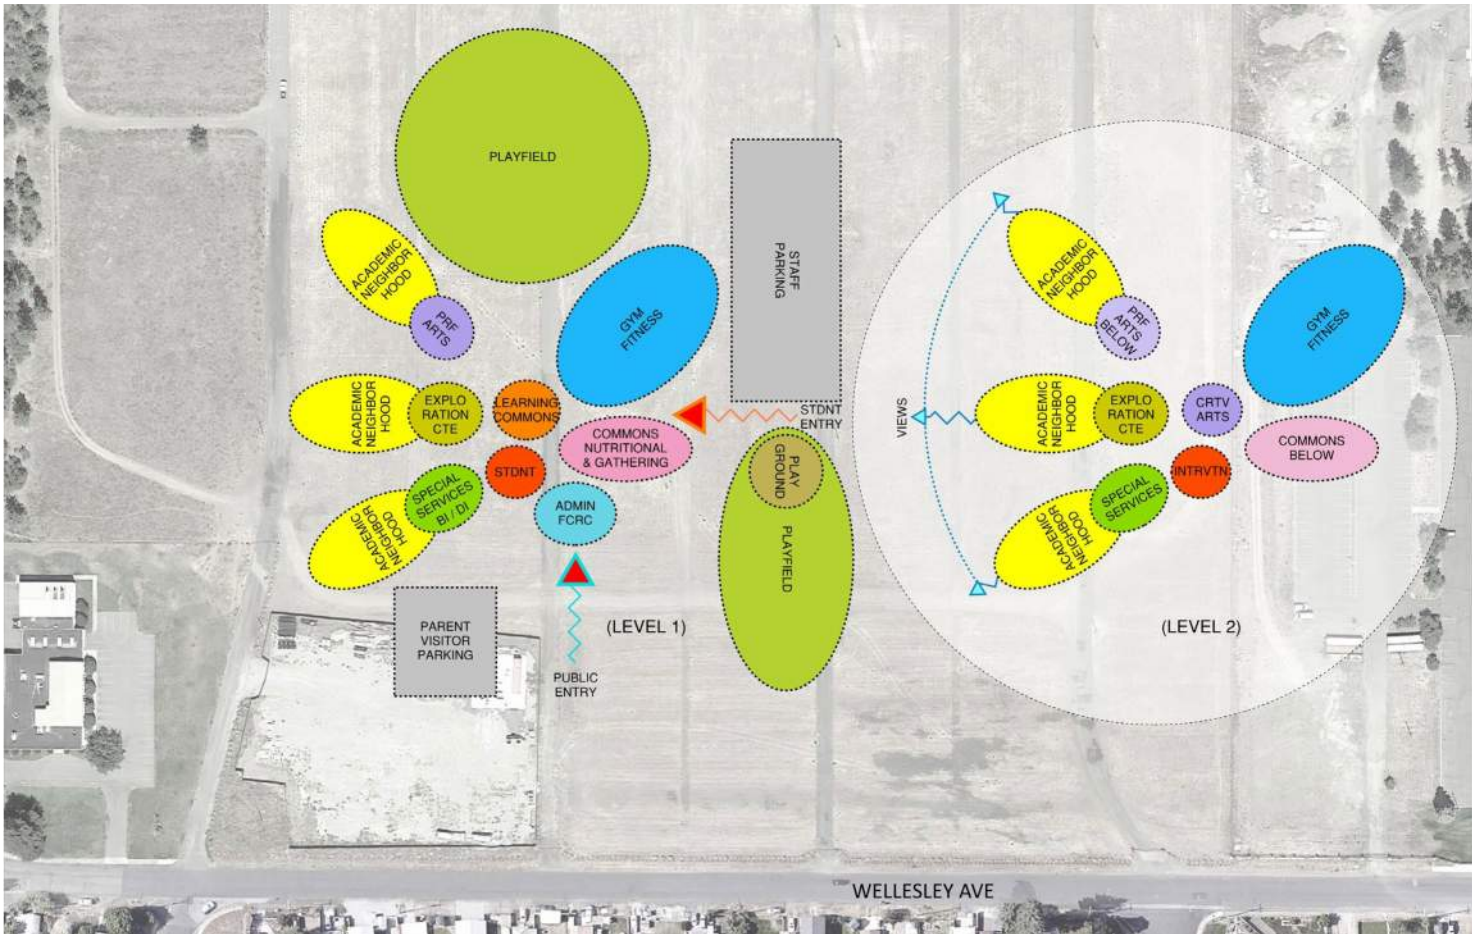 PLAYFIELD
ACADEMIC
NEIGHBOR
HOOD
PRF
ARTS
GYM
FITNESS
STAFF
PARKING
ACADEMIC
NEIGHBOR
HOOD
EXPLO
RATION
CTE
LEARNING
COMMONS
STDNT
ENTRY
COMMONS
NUTRITIONAL
& GATHERING
STDNT
PLAY
GROUND
ACADEMIC
NEIGHBOR
HOOD
SPECIAL
SERVICES
BI / DI
ADMIN
FCRC
PLAYFIELD
PARENT
VISITOR
PARKING
(LEVEL 1)
PUBLIC
ENTRY
ACADEMIC
NEIGHBOR
HOOD
PRF
ARTS
BELOW
GYM
FITNESS
VIEWS
ACADEMIC
NEIGHBOR
HOOD
EXPLO
RATION
CTE
CRTV
ARTS
COMMONS
BELOW
INTRVTN
ACADEMIC
NEIGHBOR
HOOD
SPECIAL
SERVICES
(LEVEL 2)
WELLESLEY AVE